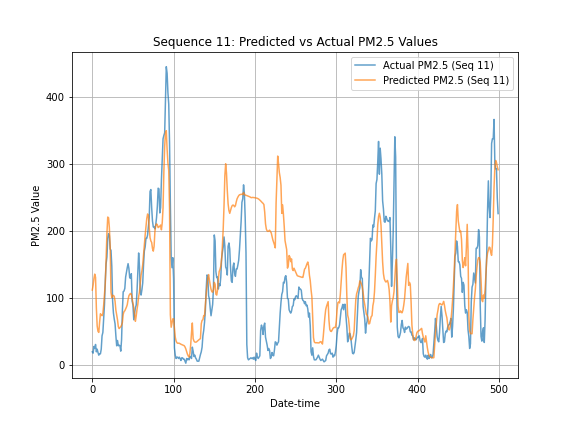 Sequence 11: Predicted vs Actual PM2.5 Values
Actual PM2.5 (Seq 11)
Predicted PM2.5 (Seq 11)
PM2.5 Value
400
300
200
100
0
0 100 200 300 400 500
Date-time